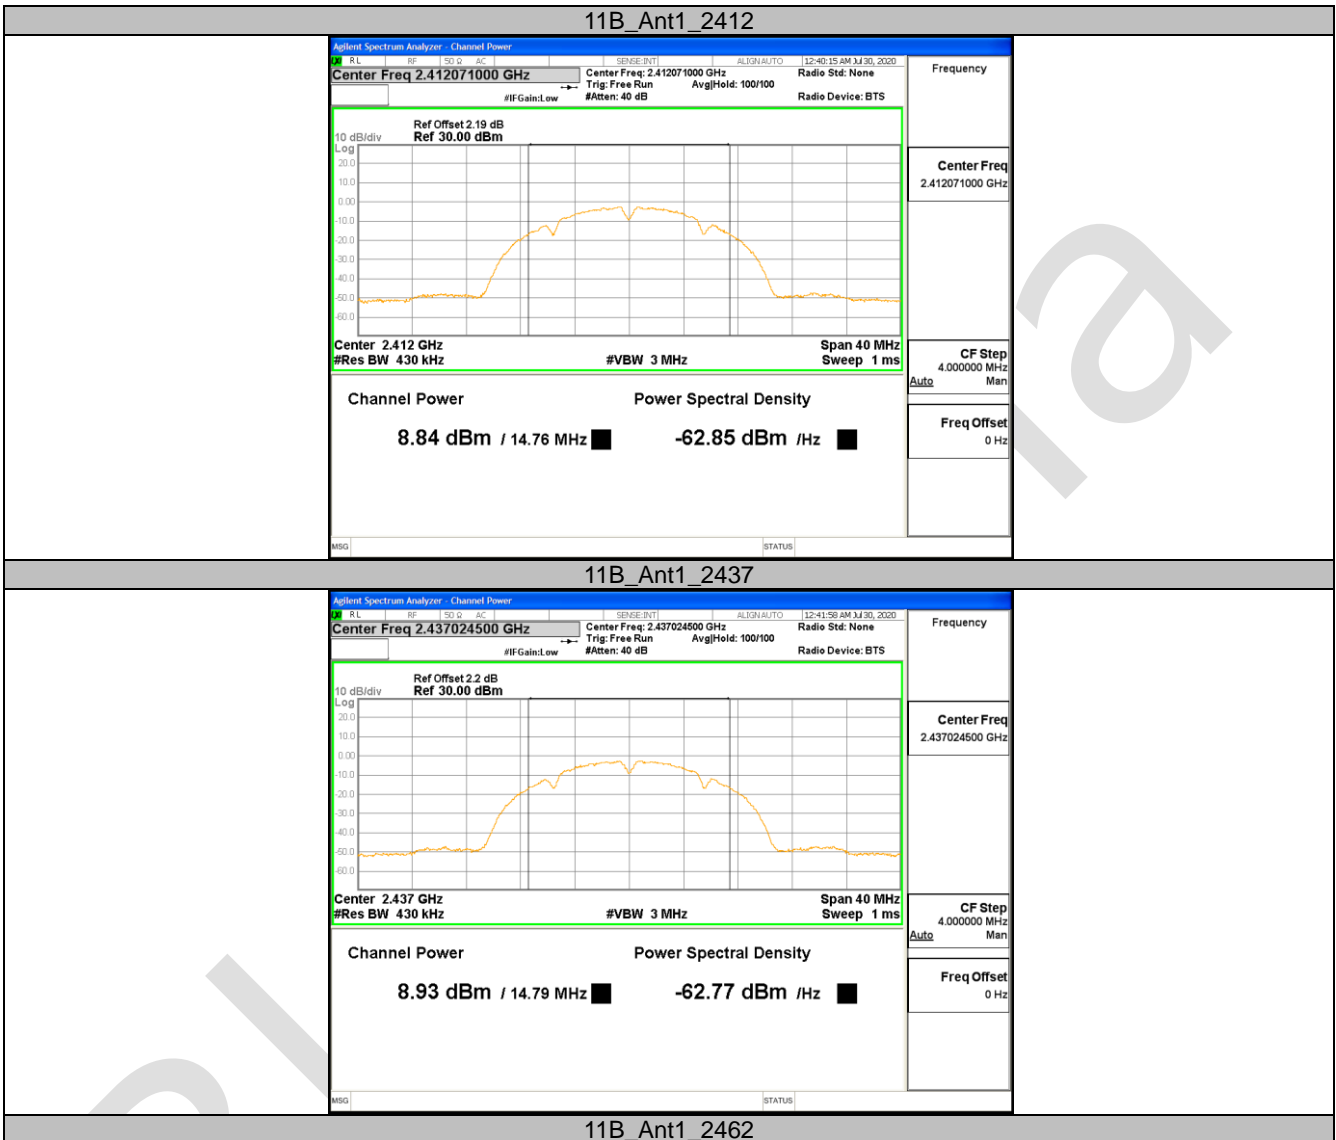 11B_Ant1_2412
Agilent Spectrum Analyzer - Channel Power
RL RF 50 Ω AC SENSE:INT ALIGN AUTO 12:40:15 AM Jul 30, 2020
Center Freq 2.412071000 GHz
Center Freq: 2.412071000 GHz
Radio Std: None
Trig: Free Run Avg|Hold: 100/100
#IFGain:Low #Atten: 40 dB Radio Device: BTS
Frequency
Ref Offset 2.19 dB
10 dB/div Ref 30.00 dBm
Log
20.0
10.0
0.00
-10.0
-20.0
-30.0
-40.0
-50.0
-60.0
Center 2.412 GHz Span 40 MHz
#Res BW 430 kHz #VBW 3 MHz Sweep 1 ms
Center Freq
2.412071000 GHz
CF Step
4.000000 MHz
Auto Man
Freq Offset
0 Hz
Channel Power Power Spectral Density
8.84 dBm / 14.76 MHz -62.85 dBm /Hz
MSG STATUS
11B_Ant1_2437
Agilent Spectrum Analyzer - Channel Power
RL RF 50 Ω AC SENSE:INT ALIGN AUTO 12:41:58 AM Jul 30, 2020
Center Freq 2.437024500 GHz
Center Freq: 2.437024500 GHz
Radio Std: None
Trig: Free Run Avg|Hold: 100/100
#IFGain:Low #Atten: 40 dB Radio Device: BTS
Frequency
Ref Offset 2.2 dB
10 dB/div Ref 30.00 dBm
Log
20.0
10.0
0.00
-10.0
-20.0
-30.0
-40.0
-50.0
-60.0
Center 2.437 GHz Span 40 MHz
#Res BW 430 kHz #VBW 3 MHz Sweep 1 ms
Center Freq
2.437024500 GHz
CF Step
4.000000 MHz
Auto Man
Freq Offset
0 Hz
Channel Power Power Spectral Density
8.93 dBm / 14.79 MHz -62.77 dBm /Hz
MSG STATUS
11B_Ant1_2462